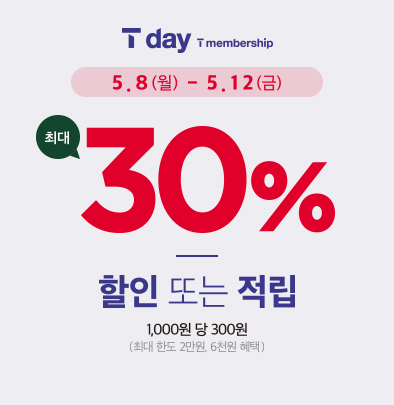 T day T membership
5.8(월) – 5.12(금)
최대
30%
할인 또는 적립
1,000원 당 300원
(최대 한도 2만원, 6천원 혜택)